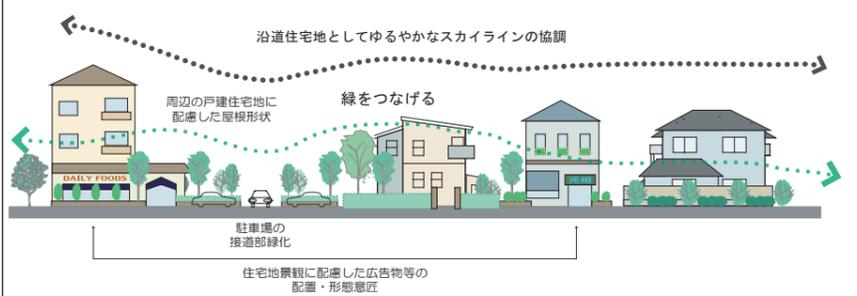 沿道住宅地としてゆるやかなスカイラインの協調
周辺の戸建住宅地に
配慮した屋根形状
緑をつなげる
DAILY FOODS
駐車場の
接道部緑化
住宅地景観に配慮した広告物等の
配置・形態意匠